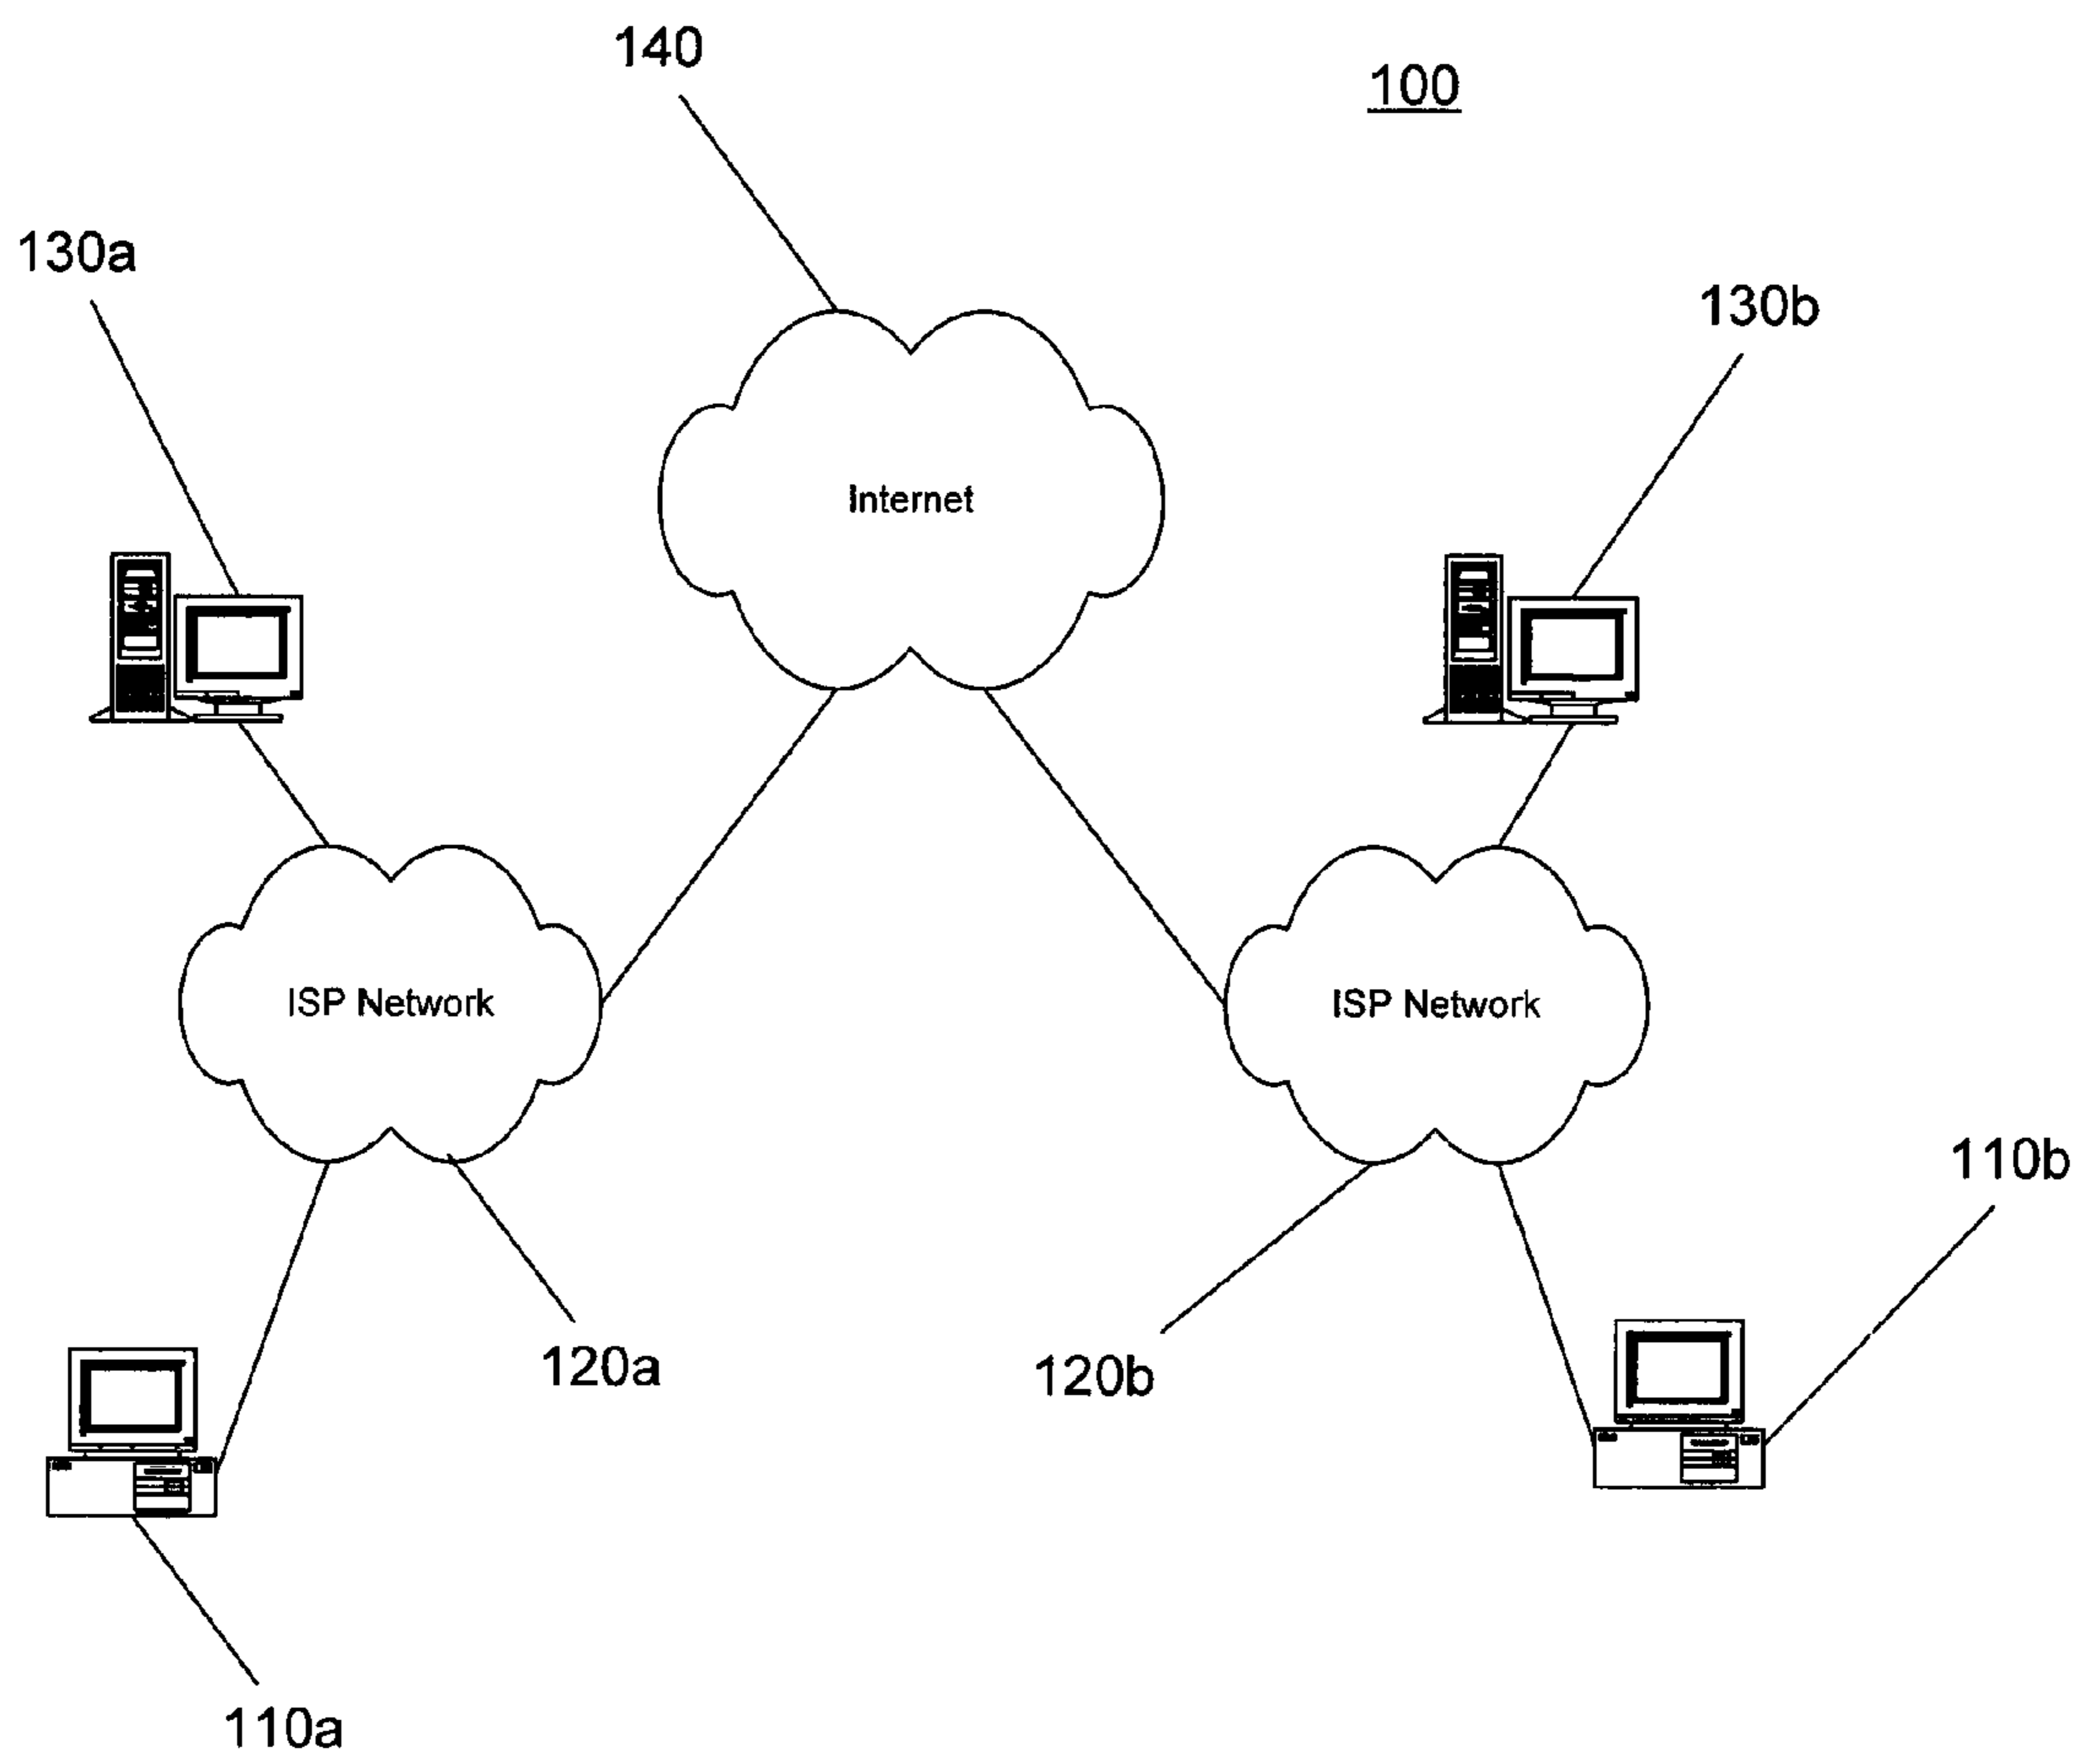 140
100
130a
130b
Internet
ISP Network
ISP Network
110b
120a
120b
110a